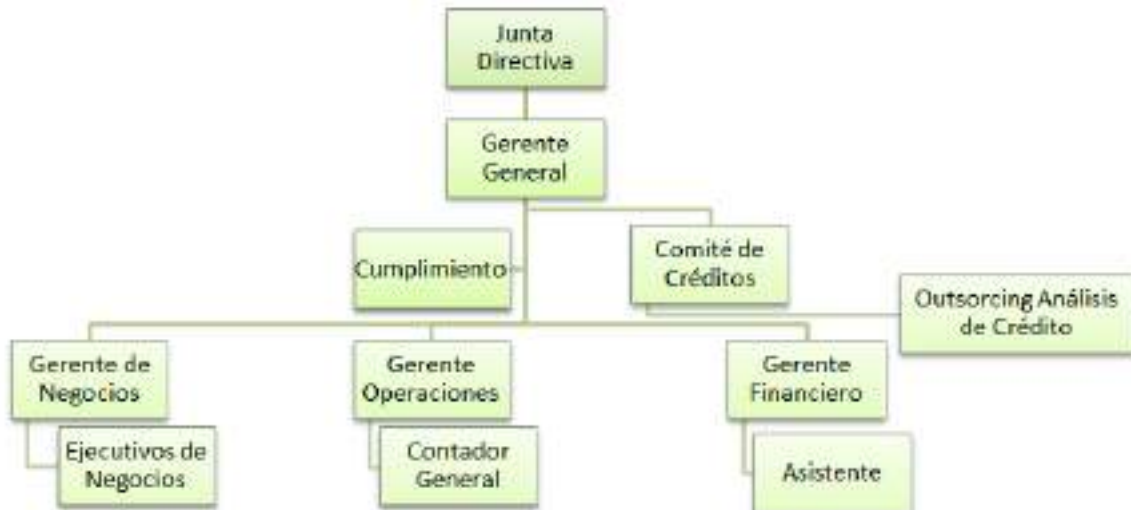 Junta
Directiva
Gerente
General
Cumplimiento
Comité de
Créditos
Outsorcing Análisis
de Crédito
Gerente de
Negocios
Gerente
Operaciones
Gerente
Financiero
Ejecutivos de
Negocios
Contador
General
Asistente